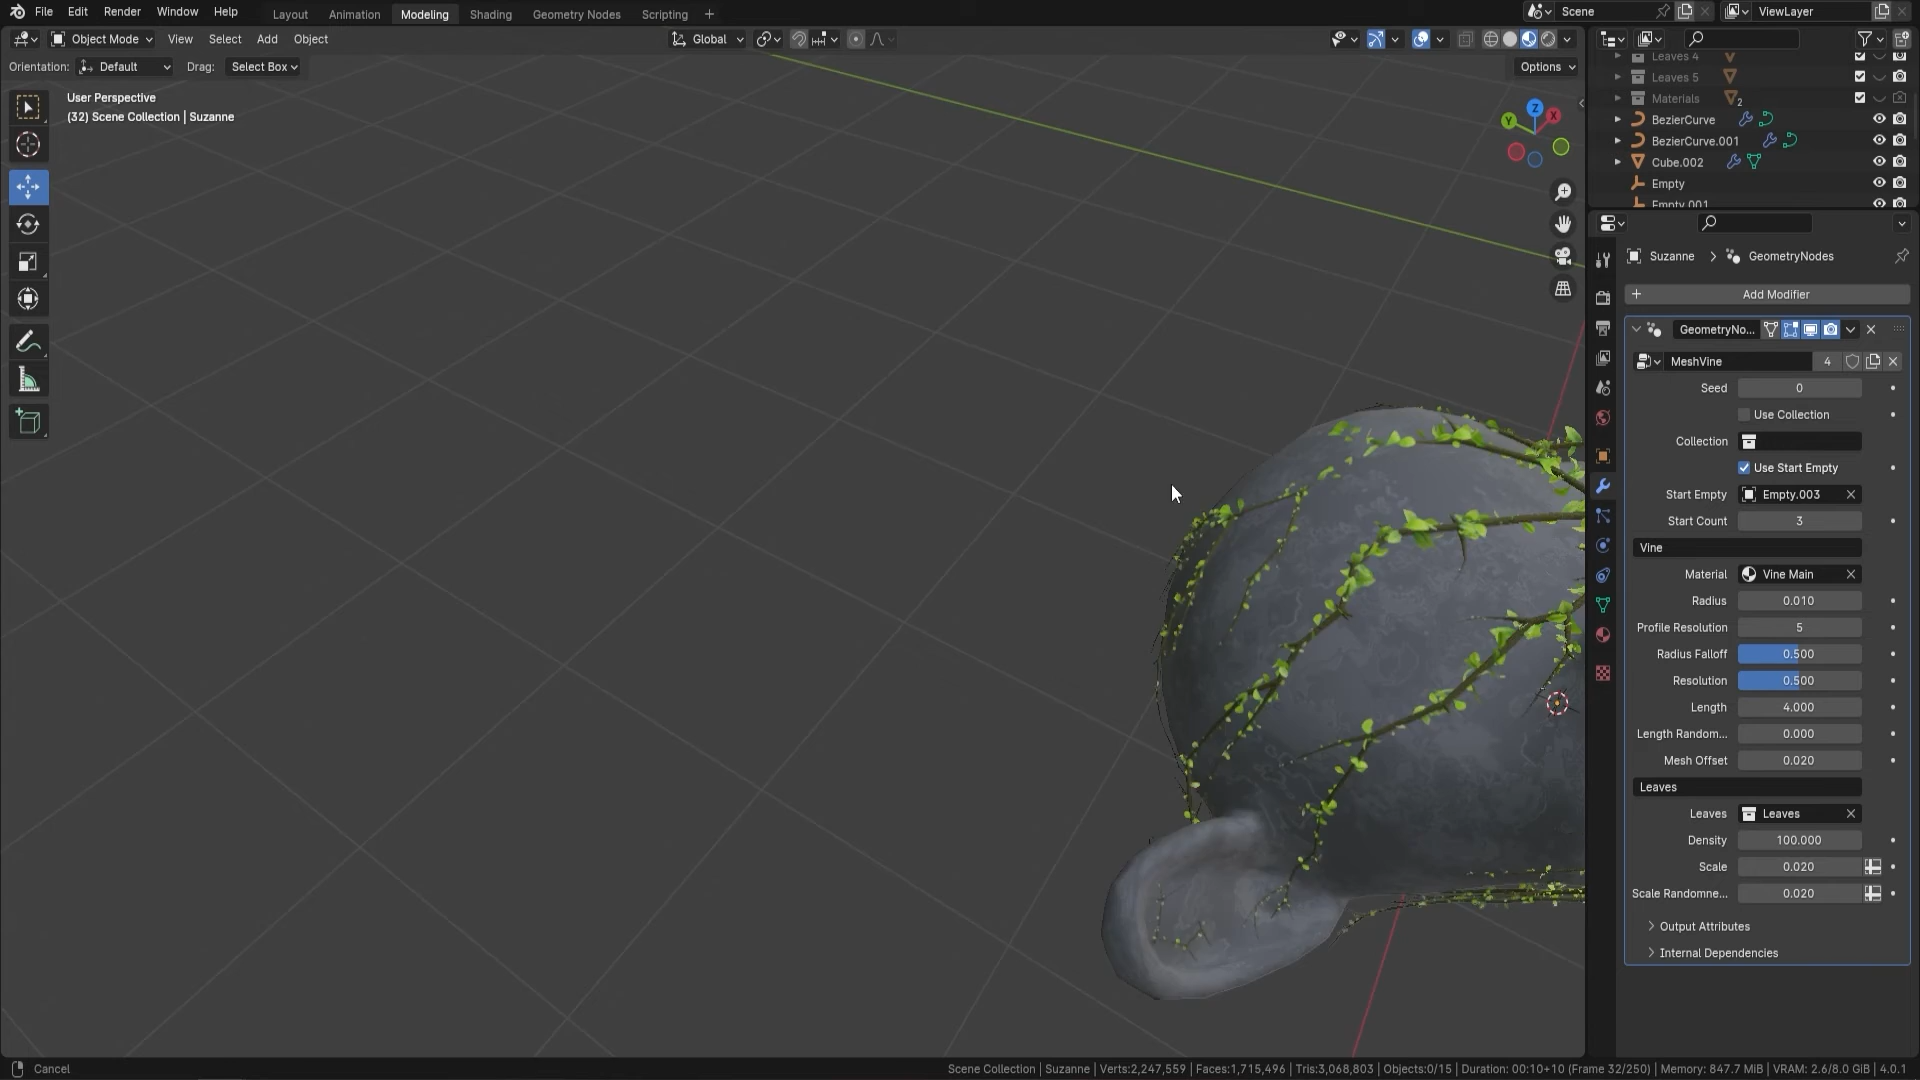 File Edit Render Window Help Layout Animation Modeling Shading Geometry Nodes Scripting + Scene ViewLayer
Object Mode View Select Add Object Global
Orientation: Default Drag: Select Box Options
User Perspective
(32) Scene Collection | Suzanne
Z
X
Y
Leaves 4
Leaves 5
Materials 2
BezierCurve
BezierCurve.001
Cube.002
Empty
Empty.001
Suzanne > GeometryNodes
+ Add Modifier
GeometryNo...
MeshVine 4
Seed 0
Use Collection
Collection
Use Start Empty
Start Empty Empty.003
Start Count 3
Vine
Material Vine Main
Radius 0.010
Profile Resolution 5
Radius Falloff 0.500
Resolution 0.500
Length 4.000
Length Random... 0.000
Mesh Offset 0.020
Leaves
Leaves Leaves
Density 100.000
Scale 0.020
Scale Randomne... 0.020
Output Attributes
Internal Dependencies
Cancel
Scene Collection | Suzanne | Verts:2,247,559 | Faces:1,715,496 | Tris:3,068,803 | Objects:0/15 | Duration: 00:10+10 (Frame 32/250) | Memory: 847.7 MiB | VRAM: 2.6/8.0 GiB | 4.0.1